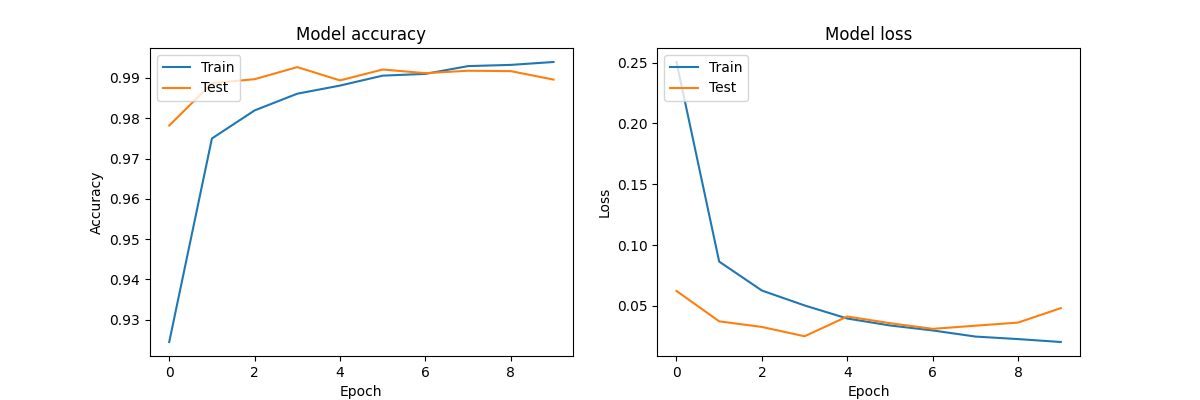 Model accuracy
Train
Test
0.99
0.98
0.97
0.96
0.95
0.94
0.93
Accuracy
0 2 4 6 8
Epoch
Model loss
Train
Test
0.25
0.20
0.15
0.10
0.05
Loss
0 2 4 6 8
Epoch